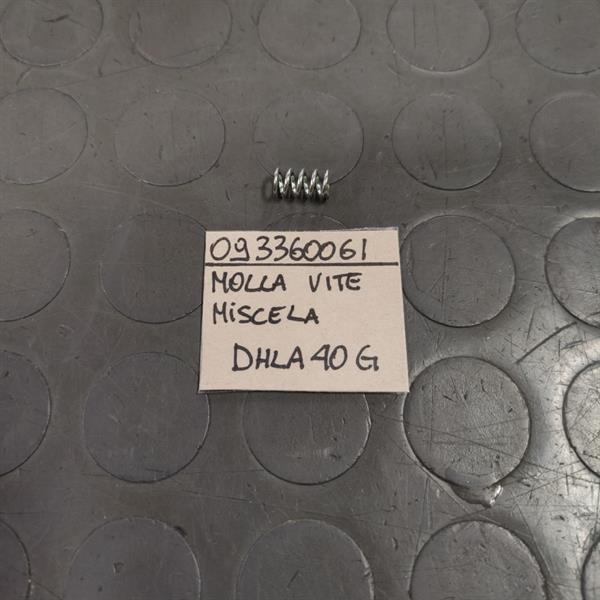 093360061
MOLLA VITE
MiSCELA
DHLA 40 G